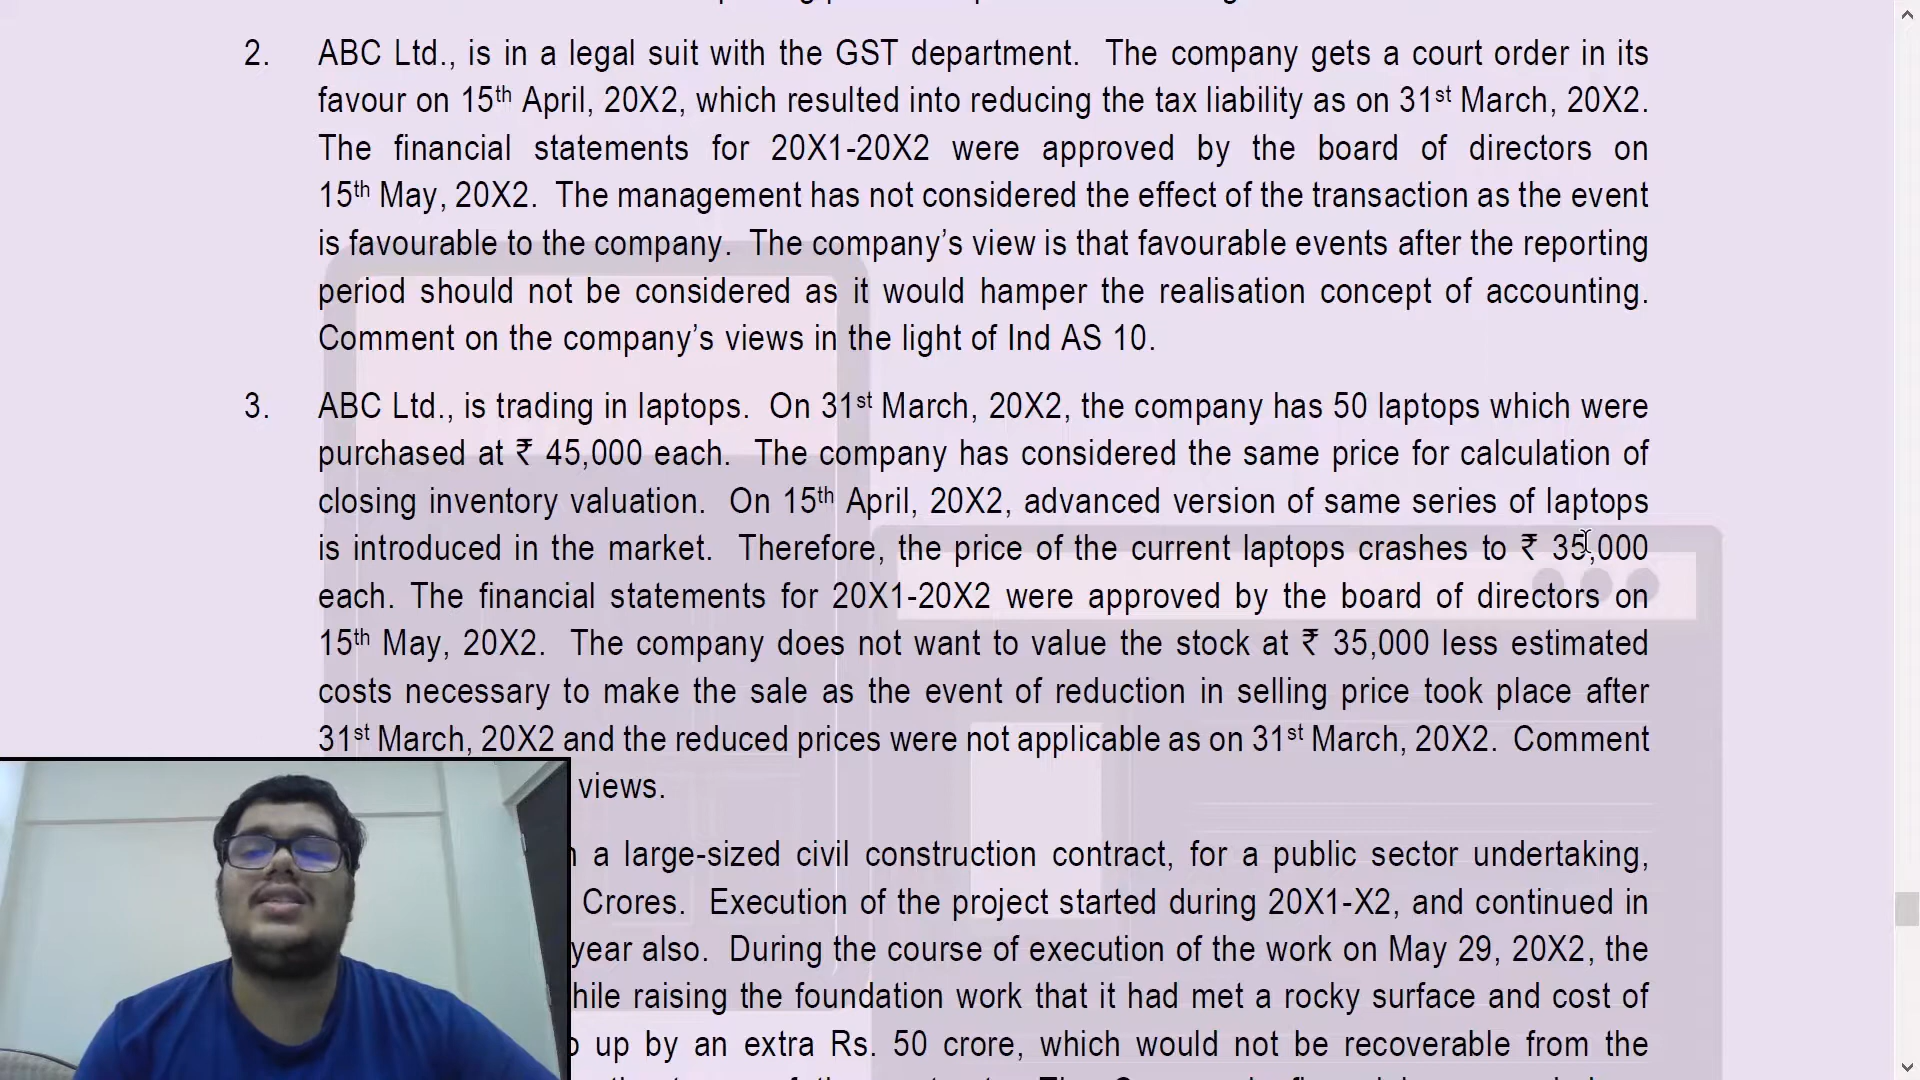 2. ABC Ltd., is in a legal suit with the GST department. The company gets a court order in its
favour on 15th April, 20X2, which resulted into reducing the tax liability as on 31st March, 20X2.
The financial statements for 20X1-20X2 were approved by the board of directors on
15th May, 20X2. The management has not considered the effect of the transaction as the event
is favourable to the company. The company’s view is that favourable events after the reporting
period should not be considered as it would hamper the realisation concept of accounting.
Comment on the company’s views in the light of Ind AS 10.
3. ABC Ltd., is trading in laptops. On 31st March, 20X2, the company has 50 laptops which were
purchased at ₹ 45,000 each. The company has considered the same price for calculation of
closing inventory valuation. On 15th April, 20X2, advanced version of same series of laptops
is introduced in the market. Therefore, the price of the current laptops crashes to ₹ 35,000
each. The financial statements for 20X1-20X2 were approved by the board of directors on
15th May, 20X2. The company does not want to value the stock at ₹ 35,000 less estimated
costs necessary to make the sale as the event of reduction in selling price took place after
31st March, 20X2 and the reduced prices were not applicable as on 31st March, 20X2. Comment
views.
a large-sized civil construction contract, for a public sector undertaking,
Crores. Execution of the project started during 20X1-X2, and continued in
year also. During the course of execution of the work on May 29, 20X2, the
hile raising the foundation work that it had met a rocky surface and cost of
up by an extra Rs. 50 crore, which would not be recoverable from the